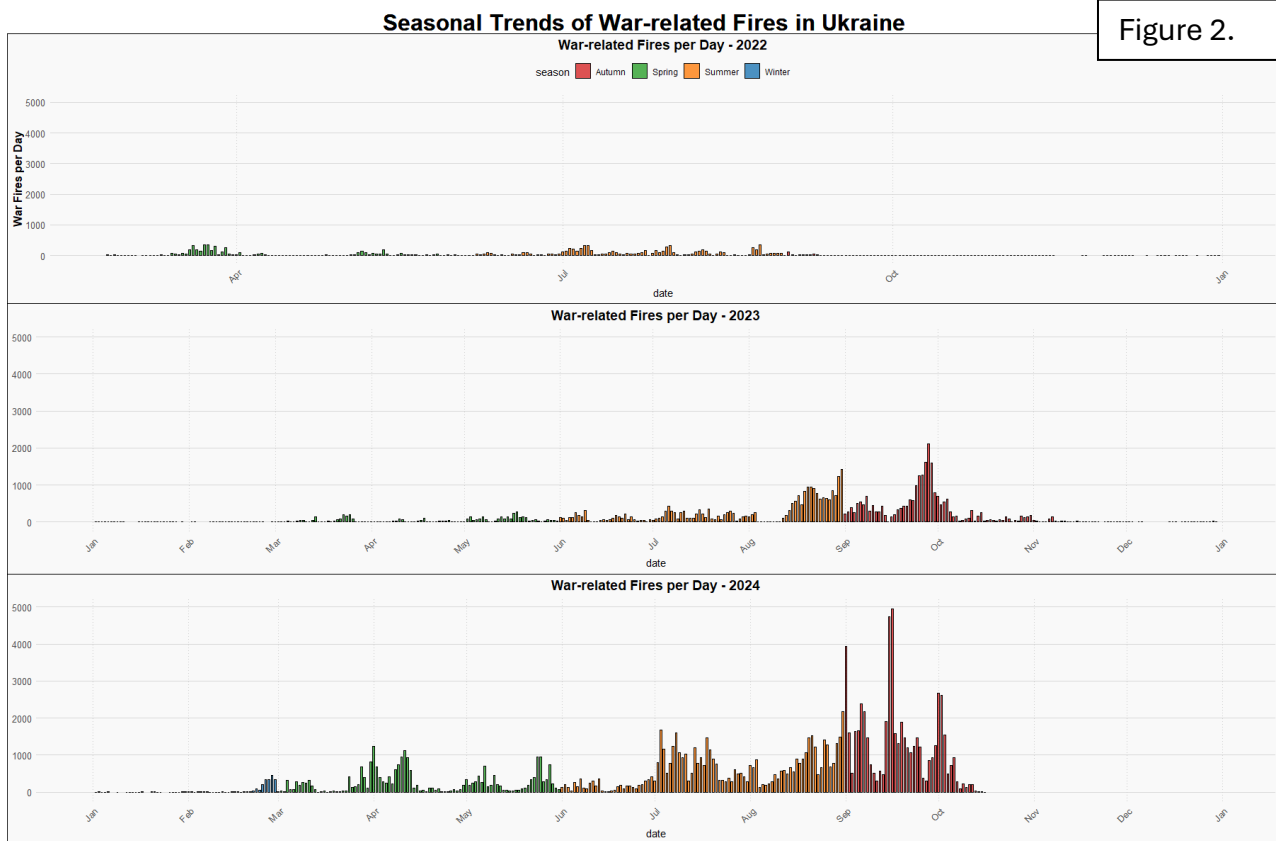 Seasonal Trends of War-related Fires in Ukraine
Figure 2.
War-related Fires per Day - 2022
season Autumn Spring Summer Winter
War Fires per Day
5000
4000
3000
2000
1000
0
Apr Jul Oct Jan
date
War-related Fires per Day - 2023
5000
4000
3000
2000
1000
0
Jan Feb Mar Apr May Jun Jul Aug Sep Oct Nov Dec Jan
date
War-related Fires per Day - 2024
5000
4000
3000
2000
1000
0
Jan Feb Mar Apr May Jun Jul Aug Sep Oct Nov Dec Jan
date